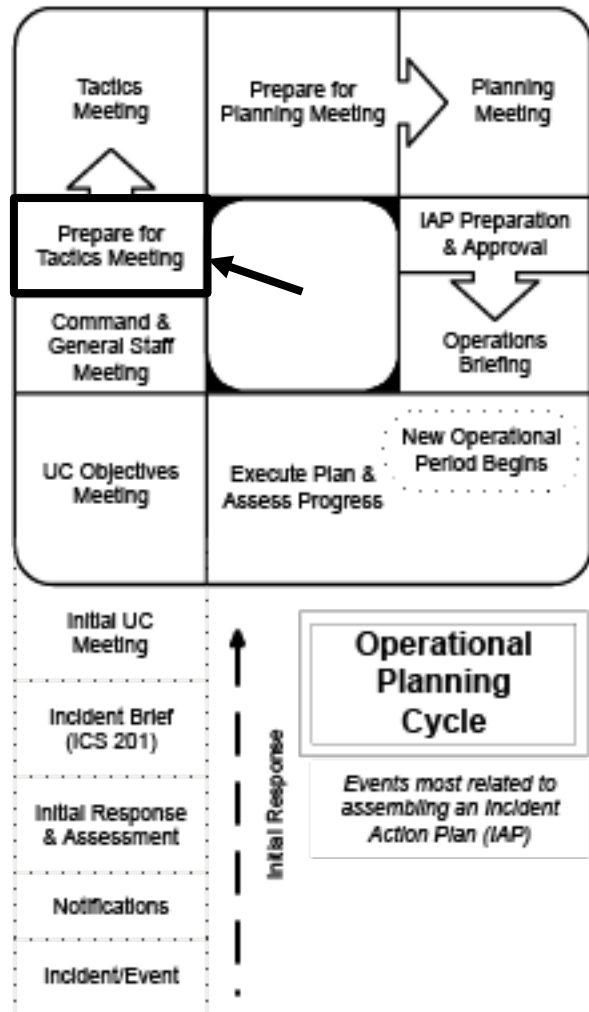 Tactics
Meeting
Prepare for
Planning Meeting
Planning
Meeting
Prepare for
Tactics Meeting
IAP Preparation
& Approval
Command &
General Staff
Meeting
Operations
Briefing
UC Objectives
Meeting
Execute Plan &
Assess Progress
New Operational
Period Begins
Initial UC
Meeting
Incident Brief
(ICS 201)
Initial Response
& Assessment
Notifications
Incident/Event
Initial Response
Operational
Planning
Cycle
Events most related to
assembling an Incident
Action Plan (IAP)